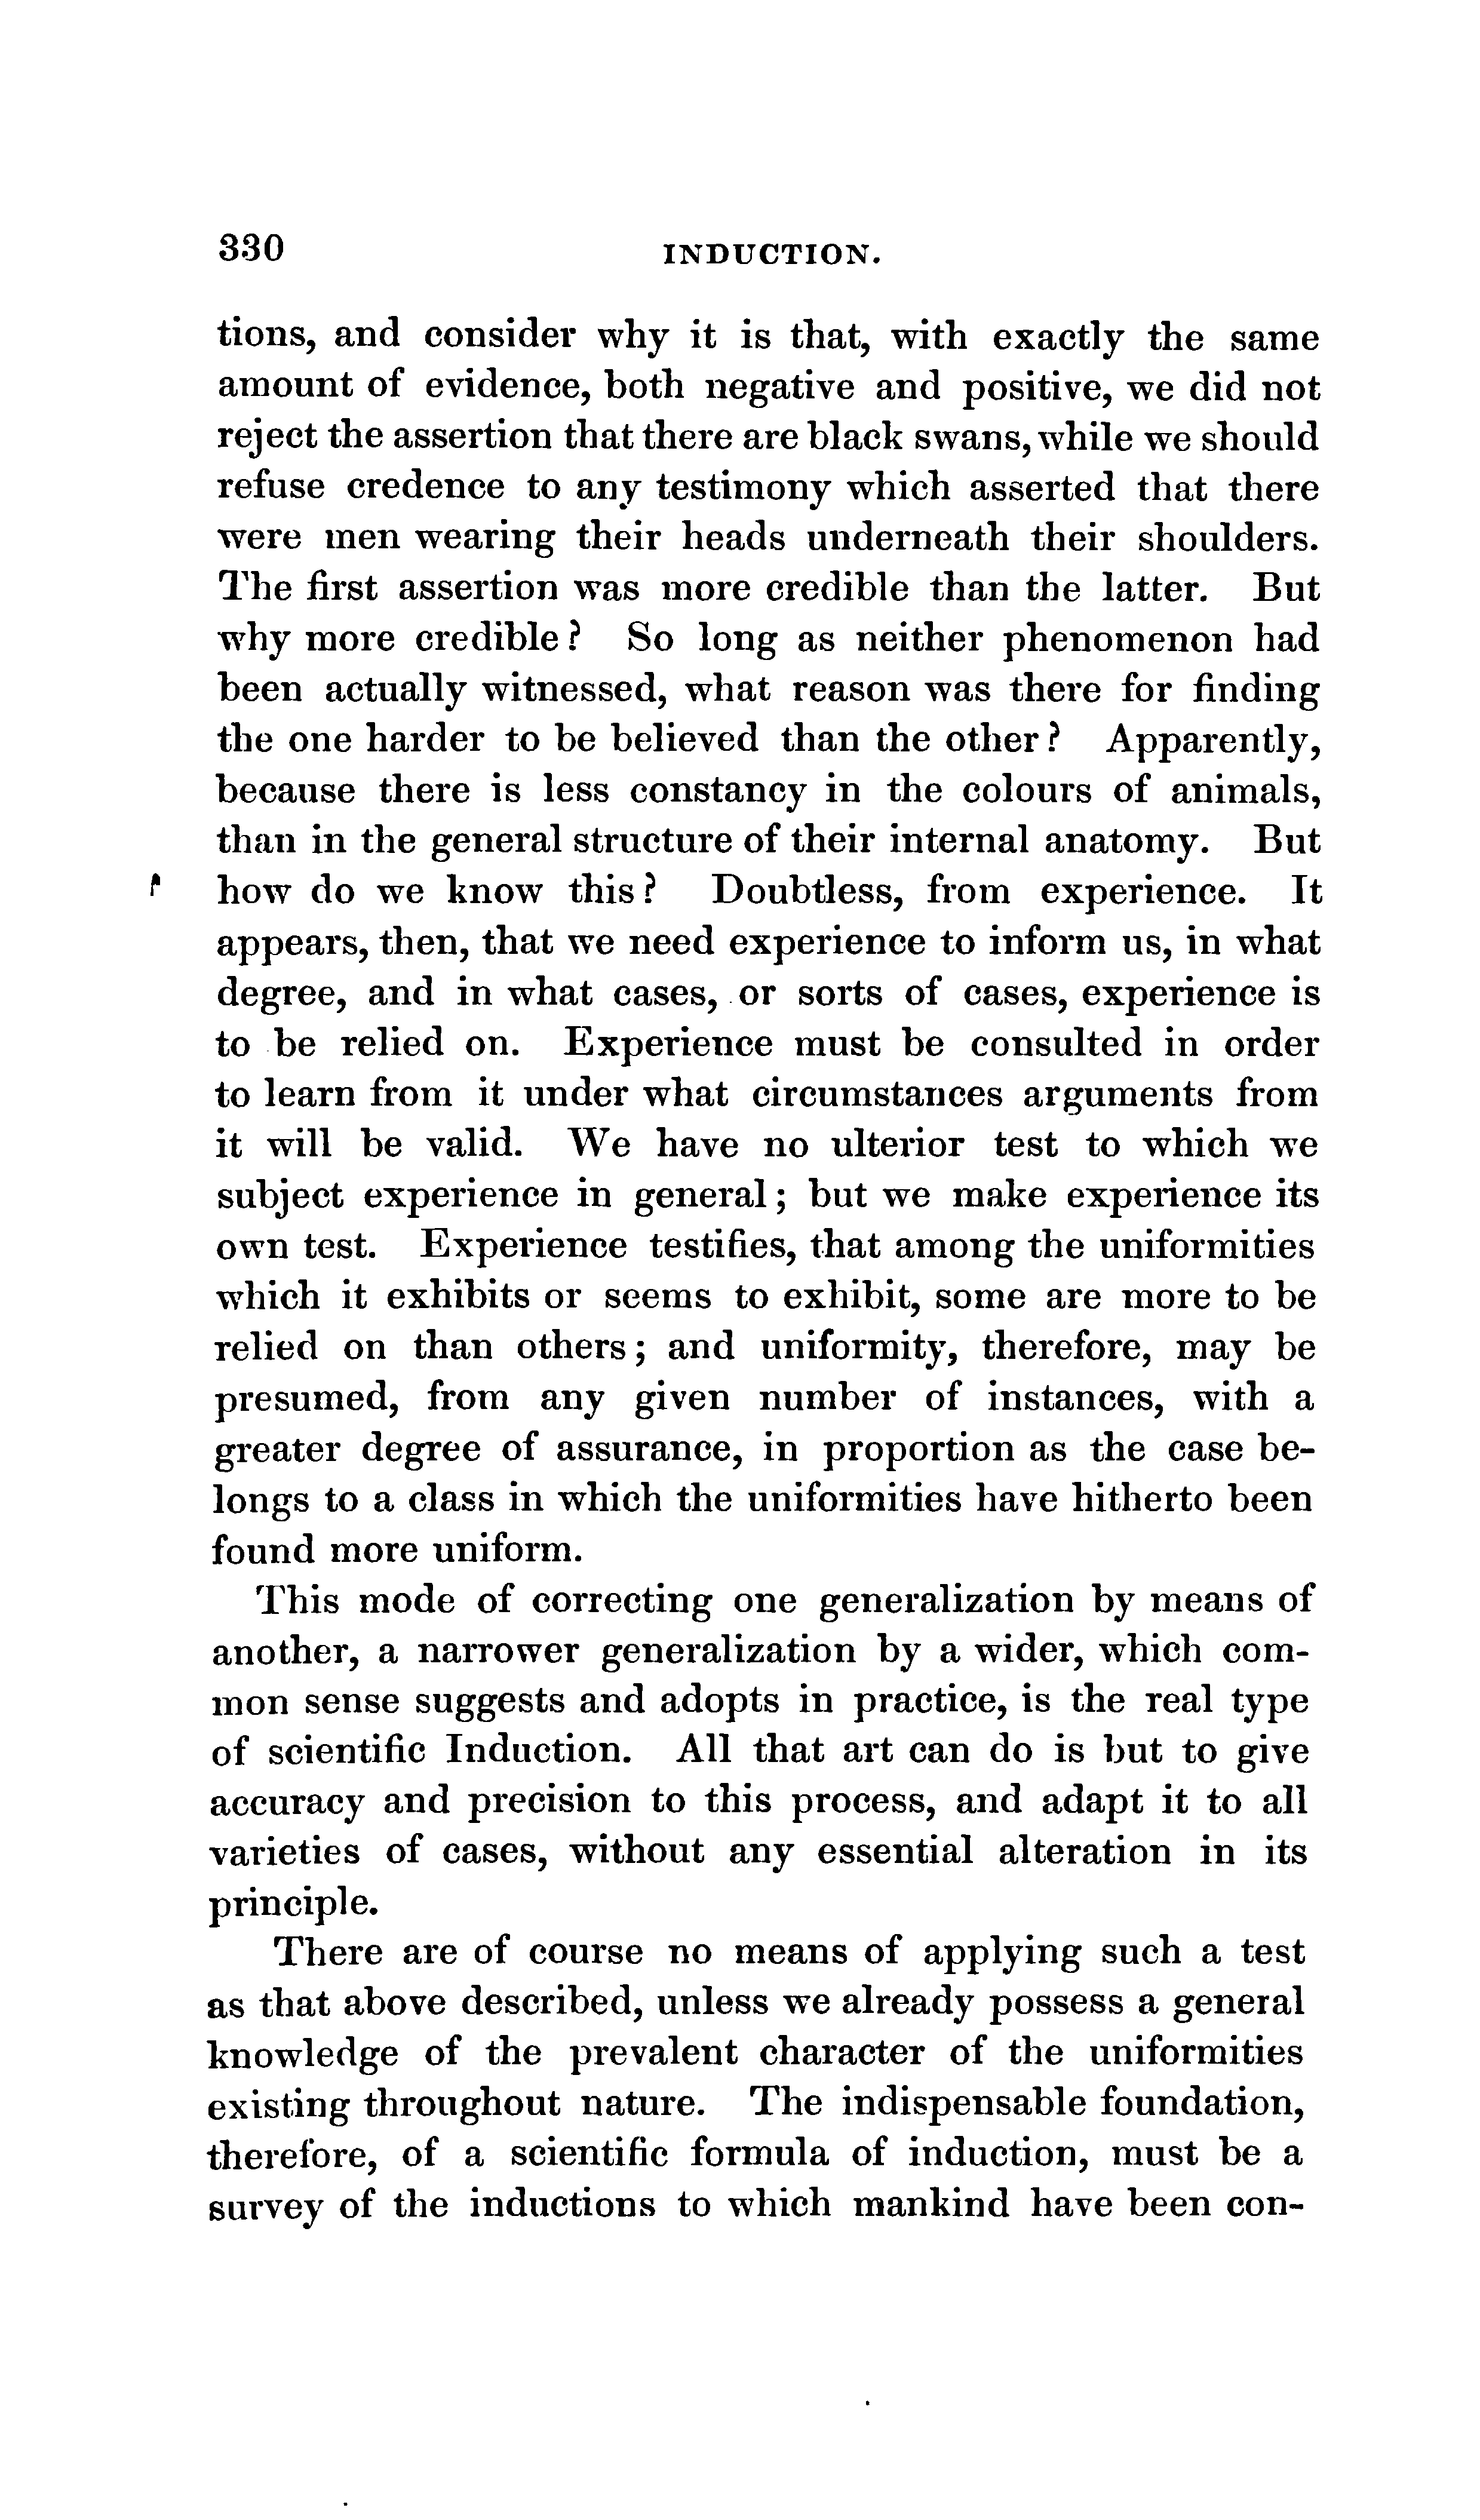 330 INDUCTION.
tions, and consider why it is that, with exactly the same
amount of evidence, both negative and positive, we did not
reject the assertion that there are black swans, while we should
refuse credence to any testimony which asserted that there
were men wearing their heads underneath their shoulders.
The first assertion was more credible than the latter. But
why more credible? So long as neither phenomenon had
been actually witnessed, what reason was there for finding
the one harder to be believed than the other? Apparently,
because there is less constancy in the colours of animals,
than in the general structure of their internal anatomy. But
how do we know this? Doubtless, from experience. It
appears, then, that we need experience to inform us, in what
degree, and in what cases, or sorts of cases, experience is
to be relied on. Experience must be consulted in order
to learn from it under what circumstances arguments from
it will be valid. We have no ulterior test to which we
subject experience in general; but we make experience its
own test. Experience testifies, that among the uniformities
which it exhibits or seems to exhibit, some are more to be
relied on than others; and uniformity, therefore, may be
presumed, from any given number of instances, with a
greater degree of assurance, in proportion as the case be-
longs to a class in which the uniformities have hitherto been
found more uniform.
This mode of correcting one generalization by means of
another, a narrower generalization by a wider, which com-
mon sense suggests and adopts in practice, is the real type
of scientific Induction. All that art can do is but to give
accuracy and precision to this process, and adapt it to all
varieties of cases, without any essential alteration in its
principle.
There are of course no means of applying such a test
as that above described, unless we already possess a general
knowledge of the prevalent character of the uniformities
existing throughout nature. The indispensable foundation,
therefore, of a scientific formula of induction, must be a
survey of the inductions to which mankind have been con-